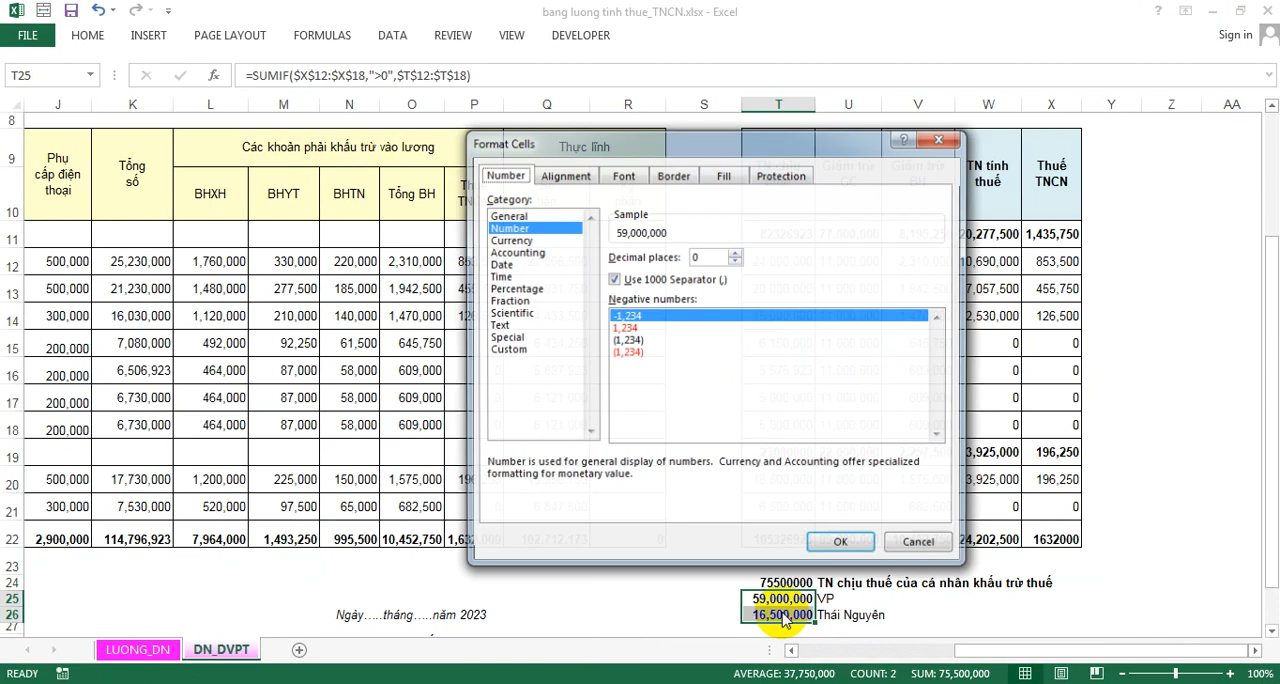 bang luong tinh thue_TNCN.xlsx - Excel
FILE HOME INSERT PAGE LAYOUT FORMULAS DATA REVIEW VIEW DEVELOPER Sign in
T25 fx =SUMIF($X$12:$X$18,">0",$T$12:$T$18)
J K L M N O P Q R S T U V W X Y Z AA
8
9 Phụ cấp điện thoại Tổng số Các khoản phải khấu trừ vào lương Thực lĩnh TN tính thuế Thuế TNCN
10 BHXH BHYT BHTN Tổng BH
11 20,277,500 1,435,750
12 500,000 25,230,000 1,760,000 330,000 220,000 2,310,000 10,690,000 853,500
13 500,000 21,230,000 1,480,000 277,500 185,000 1,942,500 7,057,500 455,750
14 300,000 16,030,000 1,120,000 210,000 140,000 1,470,000 2,530,000 126,500
15 200,000 7,080,000 492,000 92,250 61,500 645,750 0 0
16 200,000 6,506,923 464,000 87,000 58,000 609,000 0 0
17 200,000 6,730,000 464,000 87,000 58,000 609,000 0 0
18 200,000 6,730,000 464,000 87,000 58,000 609,000 0 0
19 3,925,000 196,250
20 500,000 17,730,000 1,200,000 225,000 150,000 1,575,000 3,925,000 196,250
21 300,000 7,530,000 520,000 97,500 65,000 682,500 0 0
22 2,900,000 114,796,923 7,964,000 1,493,250 995,500 10,452,750 24,202,500 1632000
23
24 75500000 TN chịu thuế của cá nhân khấu trừ thuế
25 59,000,000 VP
26 Ngày.....tháng.....năm 2023 16,500,000 Thái Nguyên
27
Format Cells
Number Alignment Font Border Fill Protection
Category:
General
Number
Currency
Accounting
Date
Time
Percentage
Fraction
Scientific
Text
Special
Custom
Sample
59,000,000
Decimal places: 0
Use 1000 Separator (,)
Negative numbers:
-1,234
1,234
(1,234)
(1,234)
Number is used for general display of numbers. Currency and Accounting offer specialized
formatting for monetary value.
OK Cancel
LUONG_DN DN_DVPT
READY AVERAGE: 37,750,000 COUNT: 2 SUM: 75,500,000 100%